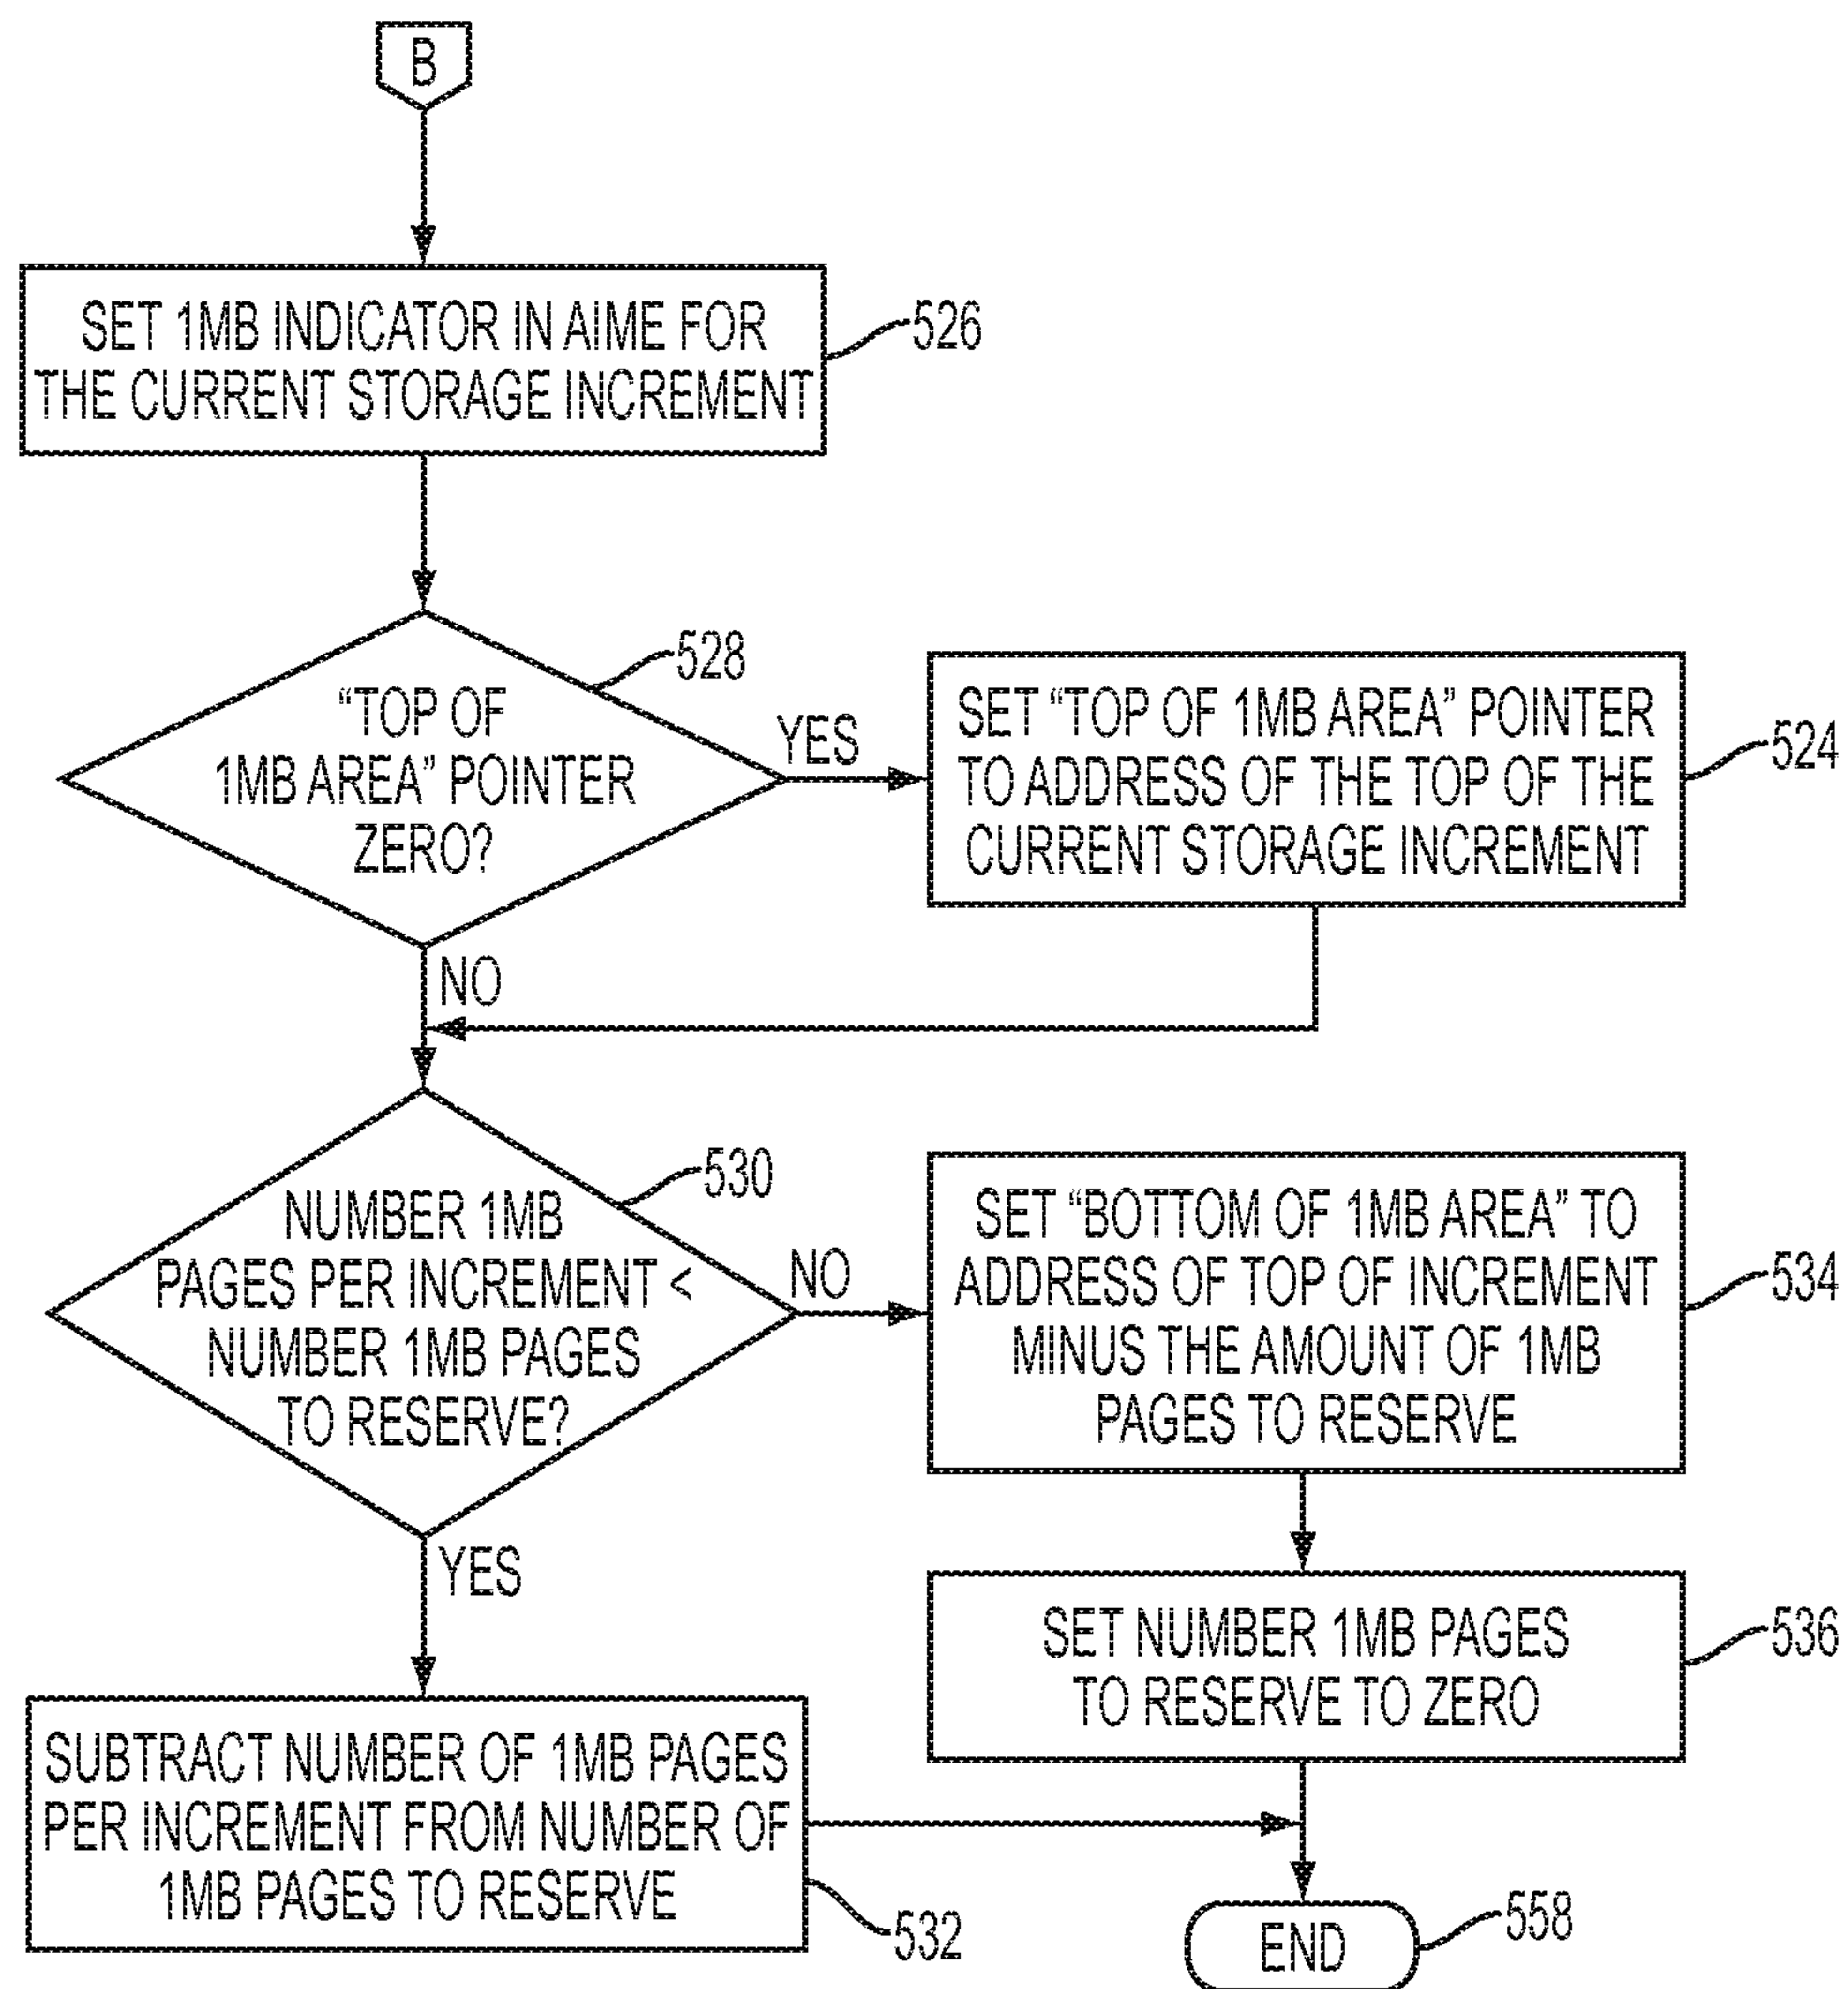 B
SET 1MB INDICATOR IN AIME FOR
THE CURRENT STORAGE INCREMENT
526
"TOP OF
1MB AREA" POINTER
ZERO?
528
YES
SET "TOP OF 1MB AREA" POINTER
TO ADDRESS OF THE TOP OF THE
CURRENT STORAGE INCREMENT
524
NO
NUMBER 1MB
PAGES PER INCREMENT <
NUMBER 1MB PAGES
TO RESERVE?
530
NO
SET "BOTTOM OF 1MB AREA" TO
ADDRESS OF TOP OF INCREMENT
MINUS THE AMOUNT OF 1MB
PAGES TO RESERVE
534
YES
SET NUMBER 1MB PAGES
TO RESERVE TO ZERO
536
SUBTRACT NUMBER OF 1MB PAGES
PER INCREMENT FROM NUMBER OF
1MB PAGES TO RESERVE
532
END
558